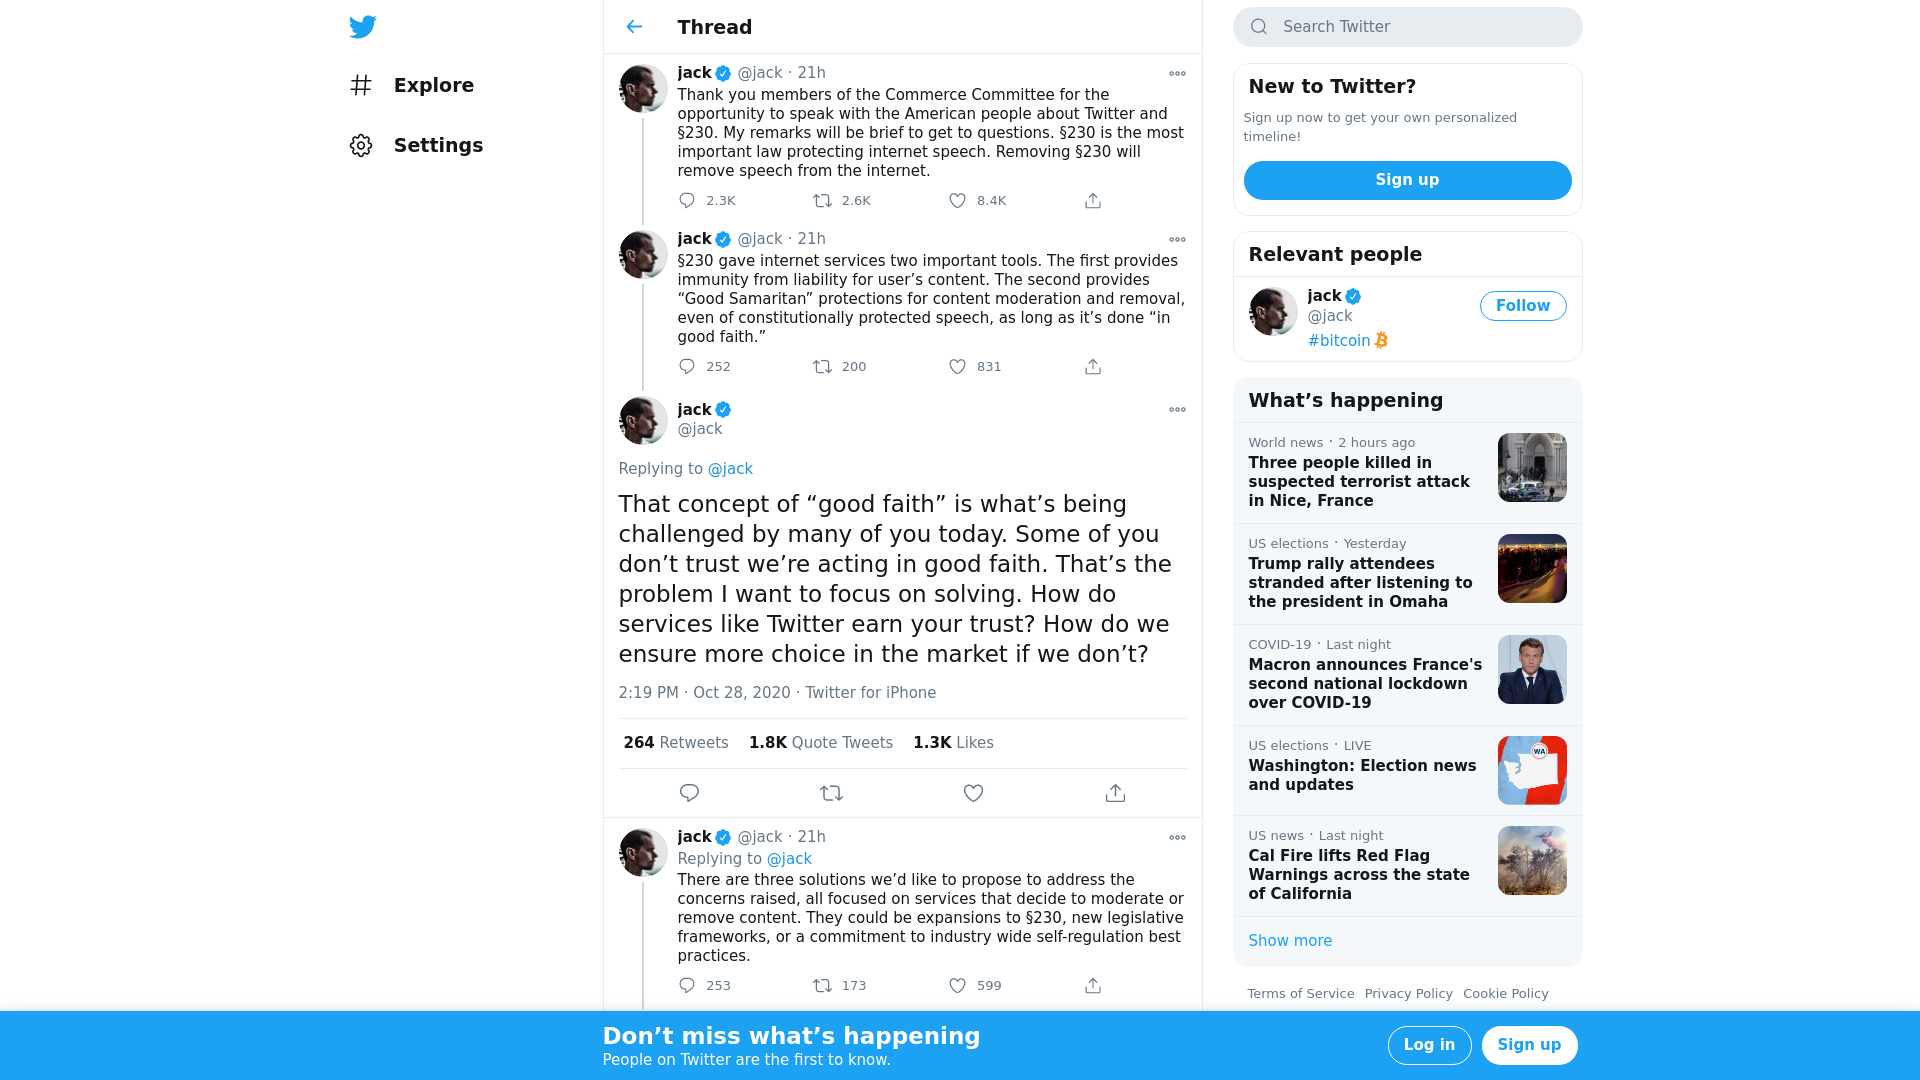 Explore
Settings
Thread
jack @jack · 21h
Thank you members of the Commerce Committee for the
opportunity to speak with the American people about Twitter and
§230. My remarks will be brief to get to questions. §230 is the most
important law protecting internet speech. Removing §230 will
remove speech from the internet.
2.3K 2.6K 8.4K
jack @jack · 21h
§230 gave internet services two important tools. The first provides
immunity from liability for user’s content. The second provides
“Good Samaritan” protections for content moderation and removal,
even of constitutionally protected speech, as long as it’s done “in
good faith.”
252 200 831
jack
@jack
Replying to @jack
That concept of “good faith” is what’s being
challenged by many of you today. Some of you
don’t trust we’re acting in good faith. That’s the
problem I want to focus on solving. How do
services like Twitter earn your trust? How do we
ensure more choice in the market if we don’t?
2:19 PM · Oct 28, 2020 · Twitter for iPhone
264 Retweets 1.8K Quote Tweets 1.3K Likes
jack @jack · 21h
Replying to @jack
There are three solutions we’d like to propose to address the
concerns raised, all focused on services that decide to moderate or
remove content. They could be expansions to §230, new legislative
frameworks, or a commitment to industry wide self-regulation best
practices.
253 173 599
Search Twitter
New to Twitter?
Sign up now to get your own personalized
timeline!
Sign up
Relevant people
jack
@jack
Follow
#bitcoin
What’s happening
World news · 2 hours ago
Three people killed in
suspected terrorist attack
in Nice, France
US elections · Yesterday
Trump rally attendees
stranded after listening to
the president in Omaha
COVID-19 · Last night
Macron announces France's
second national lockdown
over COVID-19
US elections · LIVE
Washington: Election news
and updates
WA
US news · Last night
Cal Fire lifts Red Flag
Warnings across the state
of California
Show more
Terms of Service Privacy Policy Cookie Policy
Don’t miss what’s happening
People on Twitter are the first to know.
Log in
Sign up